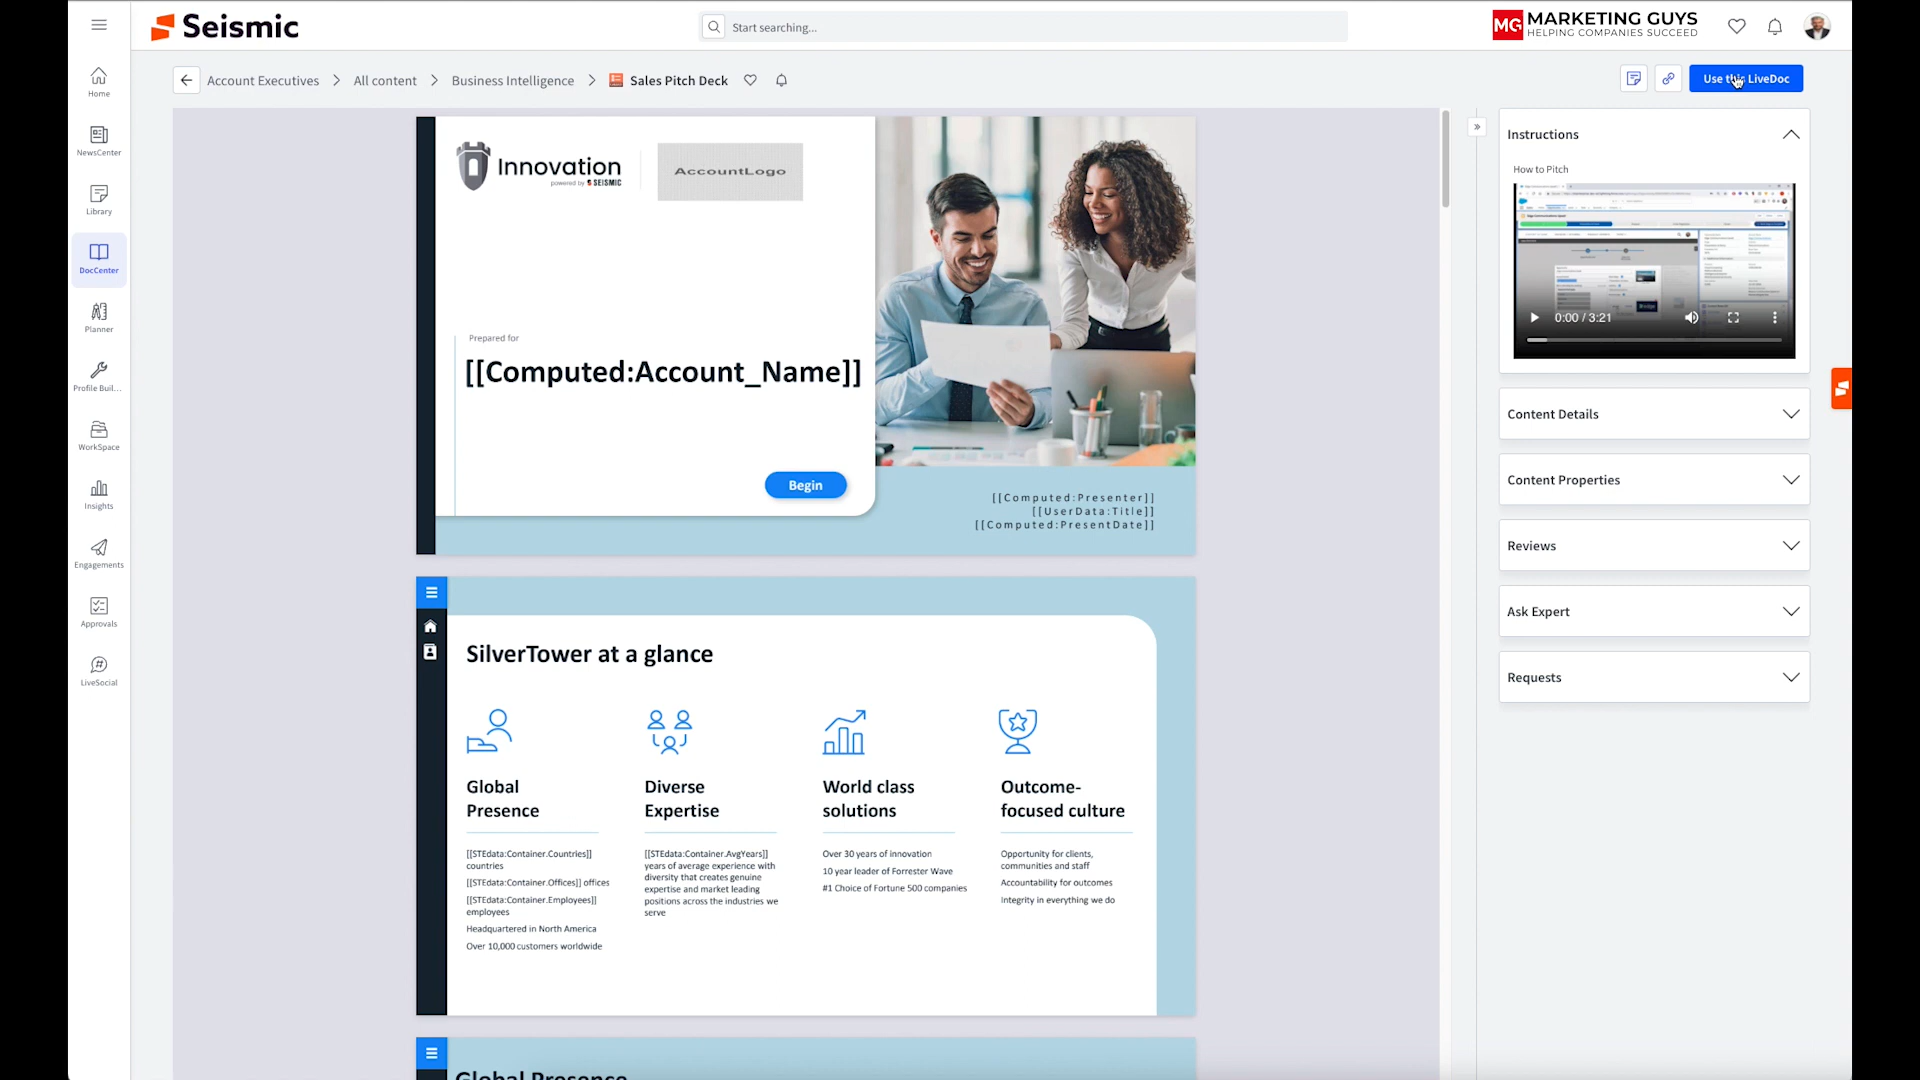 Seismic
Start searching...
MG MARKETING GUYS
HELPING COMPANIES SUCCEED
Home
NewsCenter
Library
DocCenter
Planner
Profile Buil...
WorkSpace
Insights
Engagements
Approvals
LiveSocial
Account Executives > All content > Business Intelligence > Sales Pitch Deck
Use this LiveDoc
Innovation
powered by SEISMIC
AccountLogo
Prepared for
[[Computed:Account_Name]]
Begin
[[Computed:Presenter]]
[[UserData:Title]]
[[Computed:PresentDate]]
SilverTower at a glance
Global
Presence
[[STEdata:Container.Countries]]
countries
[[STEdata:Container.Offices]] offices
[[STEdata:Container.Employees]]
employees
Headquartered in North America
Over 10,000 customers worldwide
Diverse
Expertise
[[STEdata:Container.AvgYears]]
years of average experience with
diversity that creates genuine
expertise and market leading
positions across the industries we
serve
World class
solutions
Over 30 years of innovation
10 year leader of Forrester Wave
#1 Choice of Fortune 500 companies
Outcome-
focused culture
Opportunity for clients,
communities and staff
Accountability for outcomes
Integrity in everything we do
Global Presence
Instructions
How to Pitch
0:00 / 3:21
Content Details
Content Properties
Reviews
Ask Expert
Requests